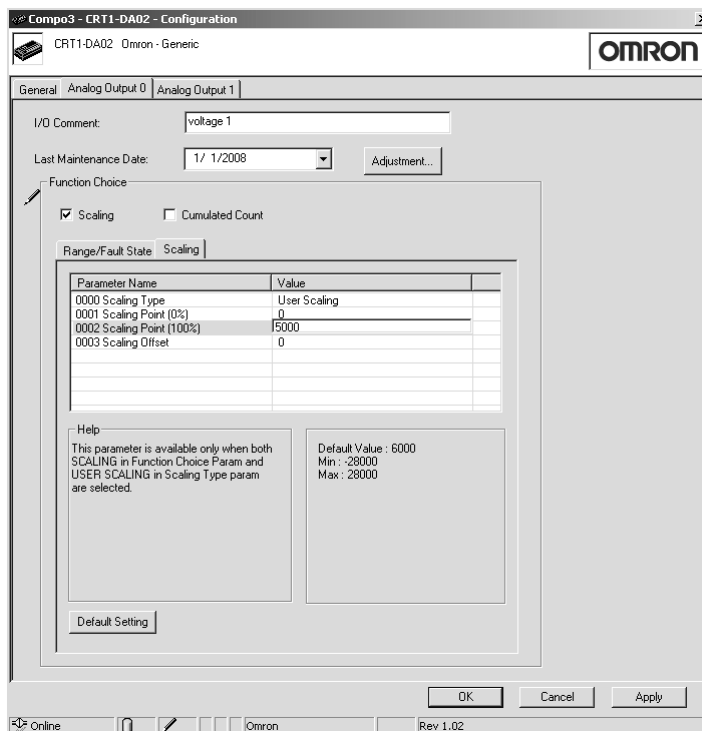 Compo3 - CRT1-DA02 - Configuration
CRT1-DA02 Omron - Generic
OMRON
General
Analog Output 0
Analog Output 1
I/O Comment:
voltage 1
Last Maintenance Date:
1/ 1/2008
Adjustment...
Function Choice
Scaling
Cumulated Count
Range/Fault State
Scaling
Parameter Name Value
0000 Scaling Type User Scaling
0001 Scaling Point (0%) 0
0002 Scaling Point (100%) 5000
0003 Scaling Offset 0
Help
This parameter is available only when both
SCALING in Function Choice Param and
USER SCALING in Scaling Type param
are selected.
Default Value : 6000
Min : -28000
Max : 28000
Default Setting
OK
Cancel
Apply
Online
Omron
Rev 1.02